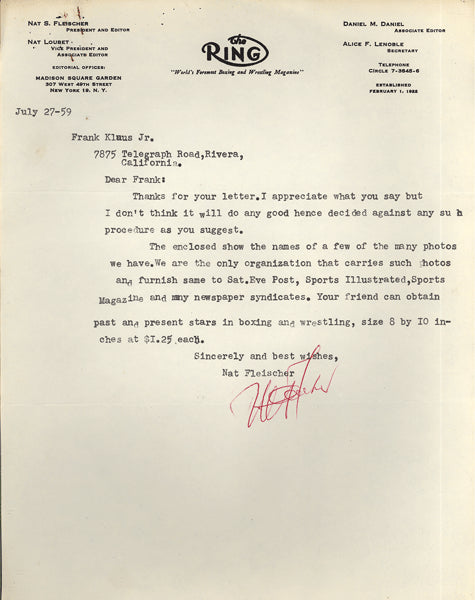 Nat S. Fleischer
President and Editor
Nat Loubet
Vice President and
Associate Editor
EDITORIAL OFFICES:
MADISON SQUARE GARDEN
307 West 49th Street
New York 19, N. Y.
The
RING
"World's Foremost Boxing and Wrestling Magazine"
Daniel M. Daniel
Associate Editor
Alice F. Lenoble
Secretary
Telephone
Circle 7-3645-6
ESTABLISHED
FEBRUARY 1, 1922
July 27-59
Frank Klaus Jr.
7875 Telegraph Road,Rivera,
California.
Dear Frank:
Thanks for your letter.I appreciate what you say but
I don't think it will do any good hence decided against any su h
procedure as you suggest.
The enclosed show the names of a few of the many photos
we have.We are the only organization that carries such photos
and furnish same to Sat.Eve Post, Sports Illustrated,Sports
Magazine and many newspaper syndicates. Your friend can obtain
past and present stars in boxing and wrestling, size 8 by I0 in-
ches at $I.25 each.
Sincerely and best wishes,
Nat Fleischer